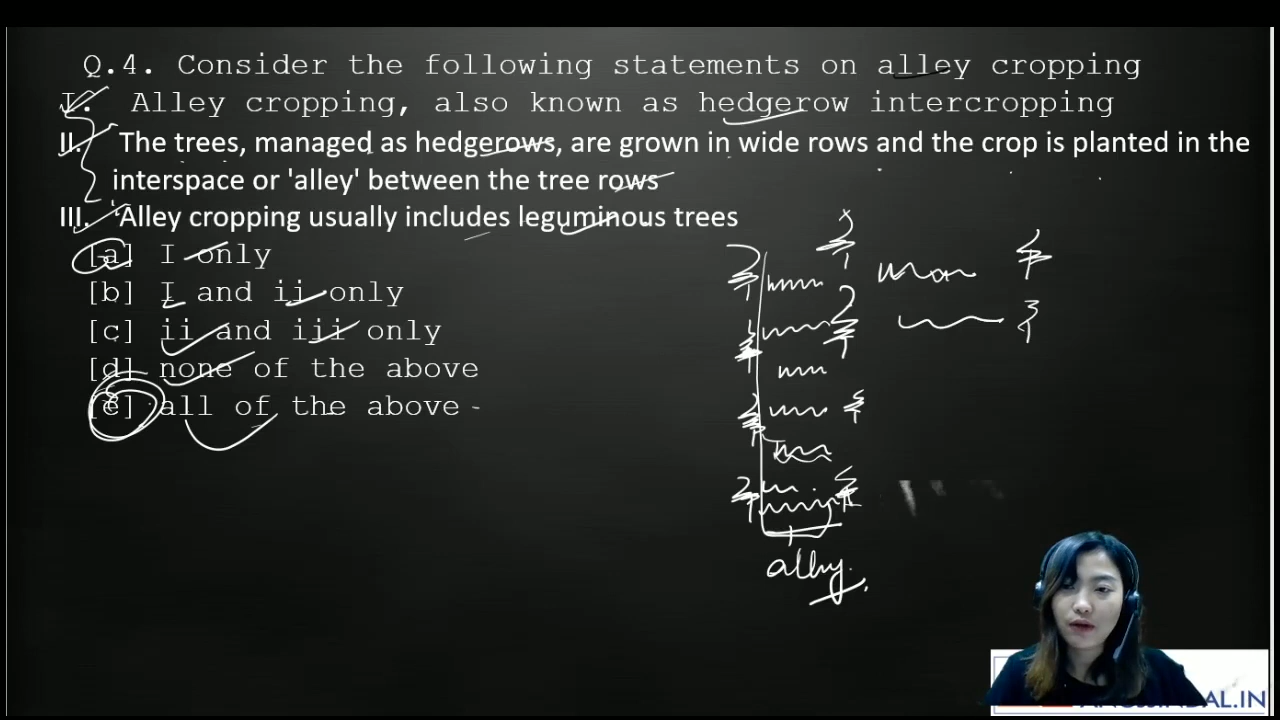 Q.4. Consider the following statements on alley cropping
I. Alley cropping, also known as hedgerow intercropping
II. The trees, managed as hedgerows, are grown in wide rows and the crop is planted in the
interspace or 'alley' between the tree rows
III. 'Alley cropping usually includes leguminous trees
[a] I only
[b] I and ii only
[c] ii and iii only
[d] none of the above
[e] all of the above
alley